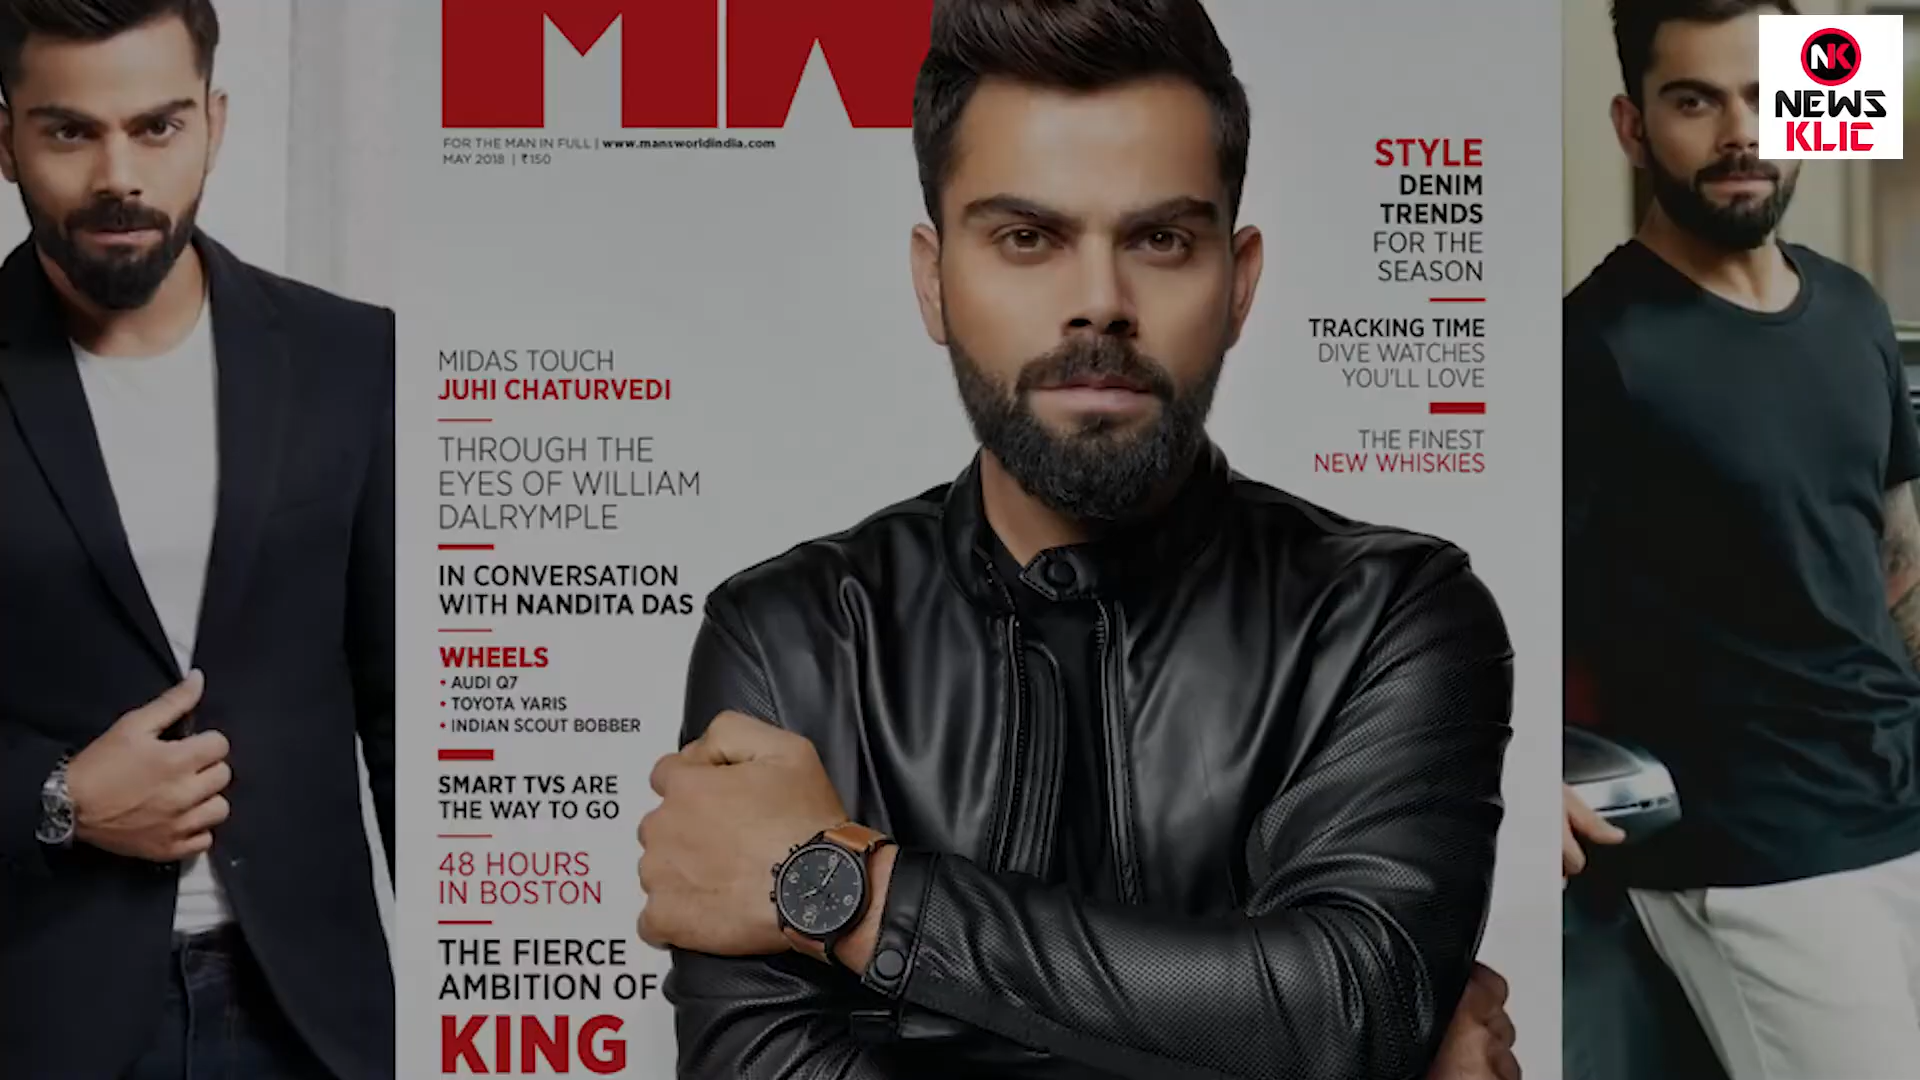 MW
FOR THE MAN IN FULL | www.mansworldindia.com
MAY 2018 | ₹150
MIDAS TOUCH
JUHI CHATURVEDI
THROUGH THE
EYES OF WILLIAM
DALRYMPLE
IN CONVERSATION
WITH NANDITA DAS
WHEELS
• AUDI Q7
• TOYOTA YARIS
• INDIAN SCOUT BOBBER
SMART TVS ARE
THE WAY TO GO
48 HOURS
IN BOSTON
THE FIERCE
AMBITION OF
KING
STYLE
DENIM
TRENDS
FOR THE
SEASON
TRACKING TIME
DIVE WATCHES
YOU'LL LOVE
THE FINEST
NEW WHISKIES
NK
NEWS
KLIC